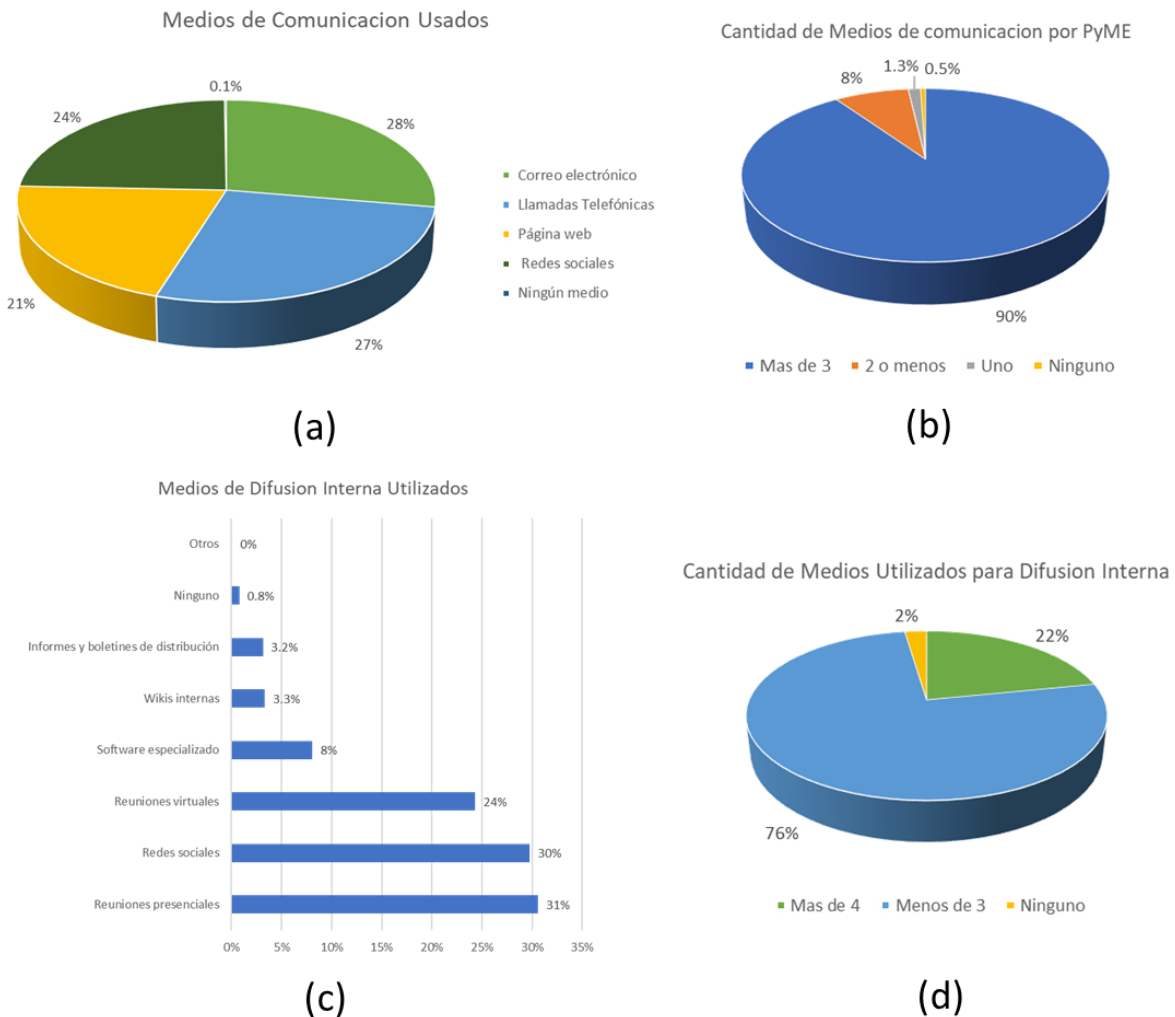 Medios de Comunicacion Usados
0.1%
24%
28%
21%
27%
Correo electrónico
Llamadas Telefónicas
Página web
Redes sociales
Ningún medio
(a)
Cantidad de Medios de comunicacion por PyME
8%
1.3%
0.5%
90%
Mas de 3
2 o menos
Uno
Ninguno
(b)
Medios de Difusion Interna Utilizados
Otros
0%
Ninguno
0.8%
Informes y boletines de distribución
3.2%
Wikis internas
3.3%
Software especializado
8%
Reuniones virtuales
24%
Redes sociales
30%
Reuniones presenciales
31%
0% 5% 10% 15% 20% 25% 30% 35%
(c)
Cantidad de Medios Utilizados para Difusion Interna
2%
22%
76%
Mas de 4
Menos de 3
Ninguno
(d)